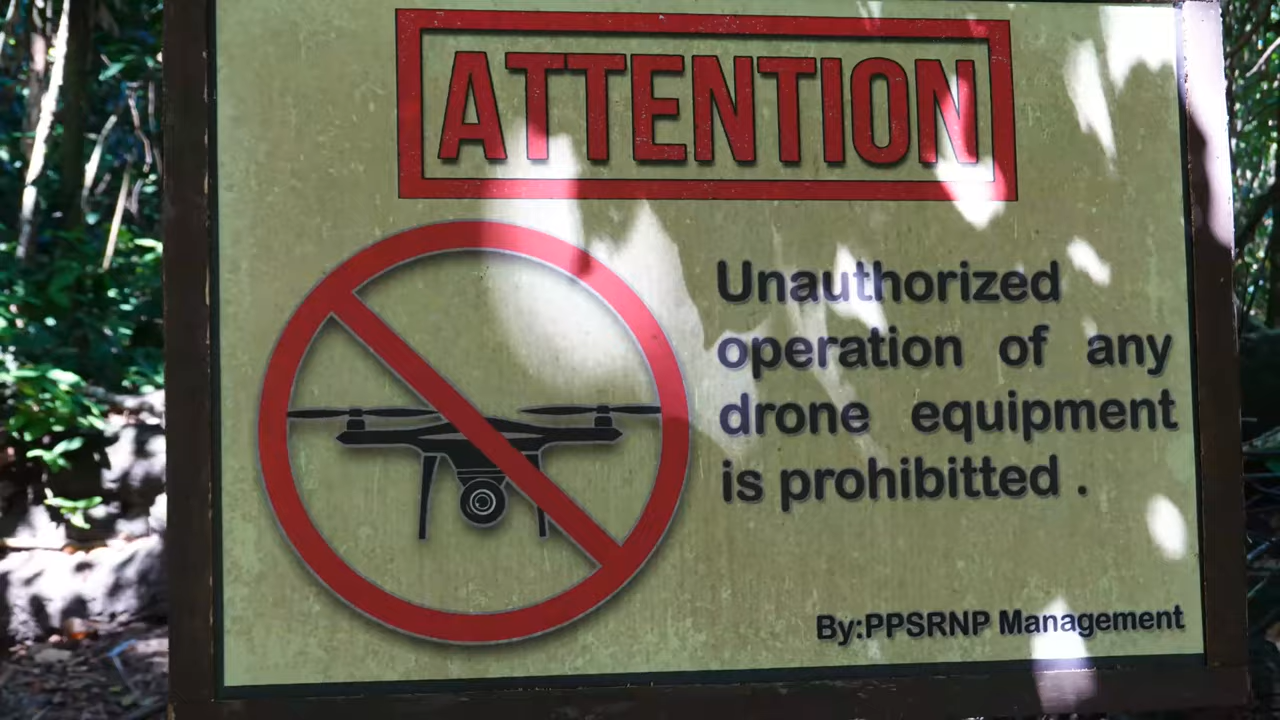 ATTENTION
Unauthorized
operation of any
drone equipment
is prohibitted .
By:PPSRNP Management